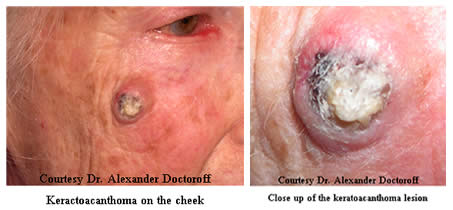 Courtesy Dr. Alexander Doctoroff
Keractoacanthoma on the cheek
Courtesy Dr. Alexander Doctoroff
Close up of the keratoacanthoma lesion